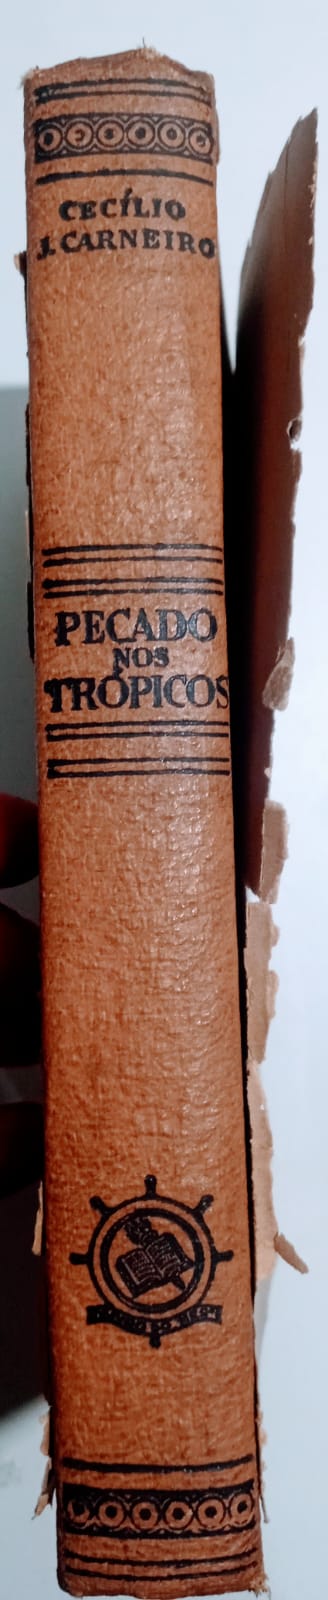 CECÍLIO
J. CARNEIRO
PECADO
NOS
TRÓPICOS